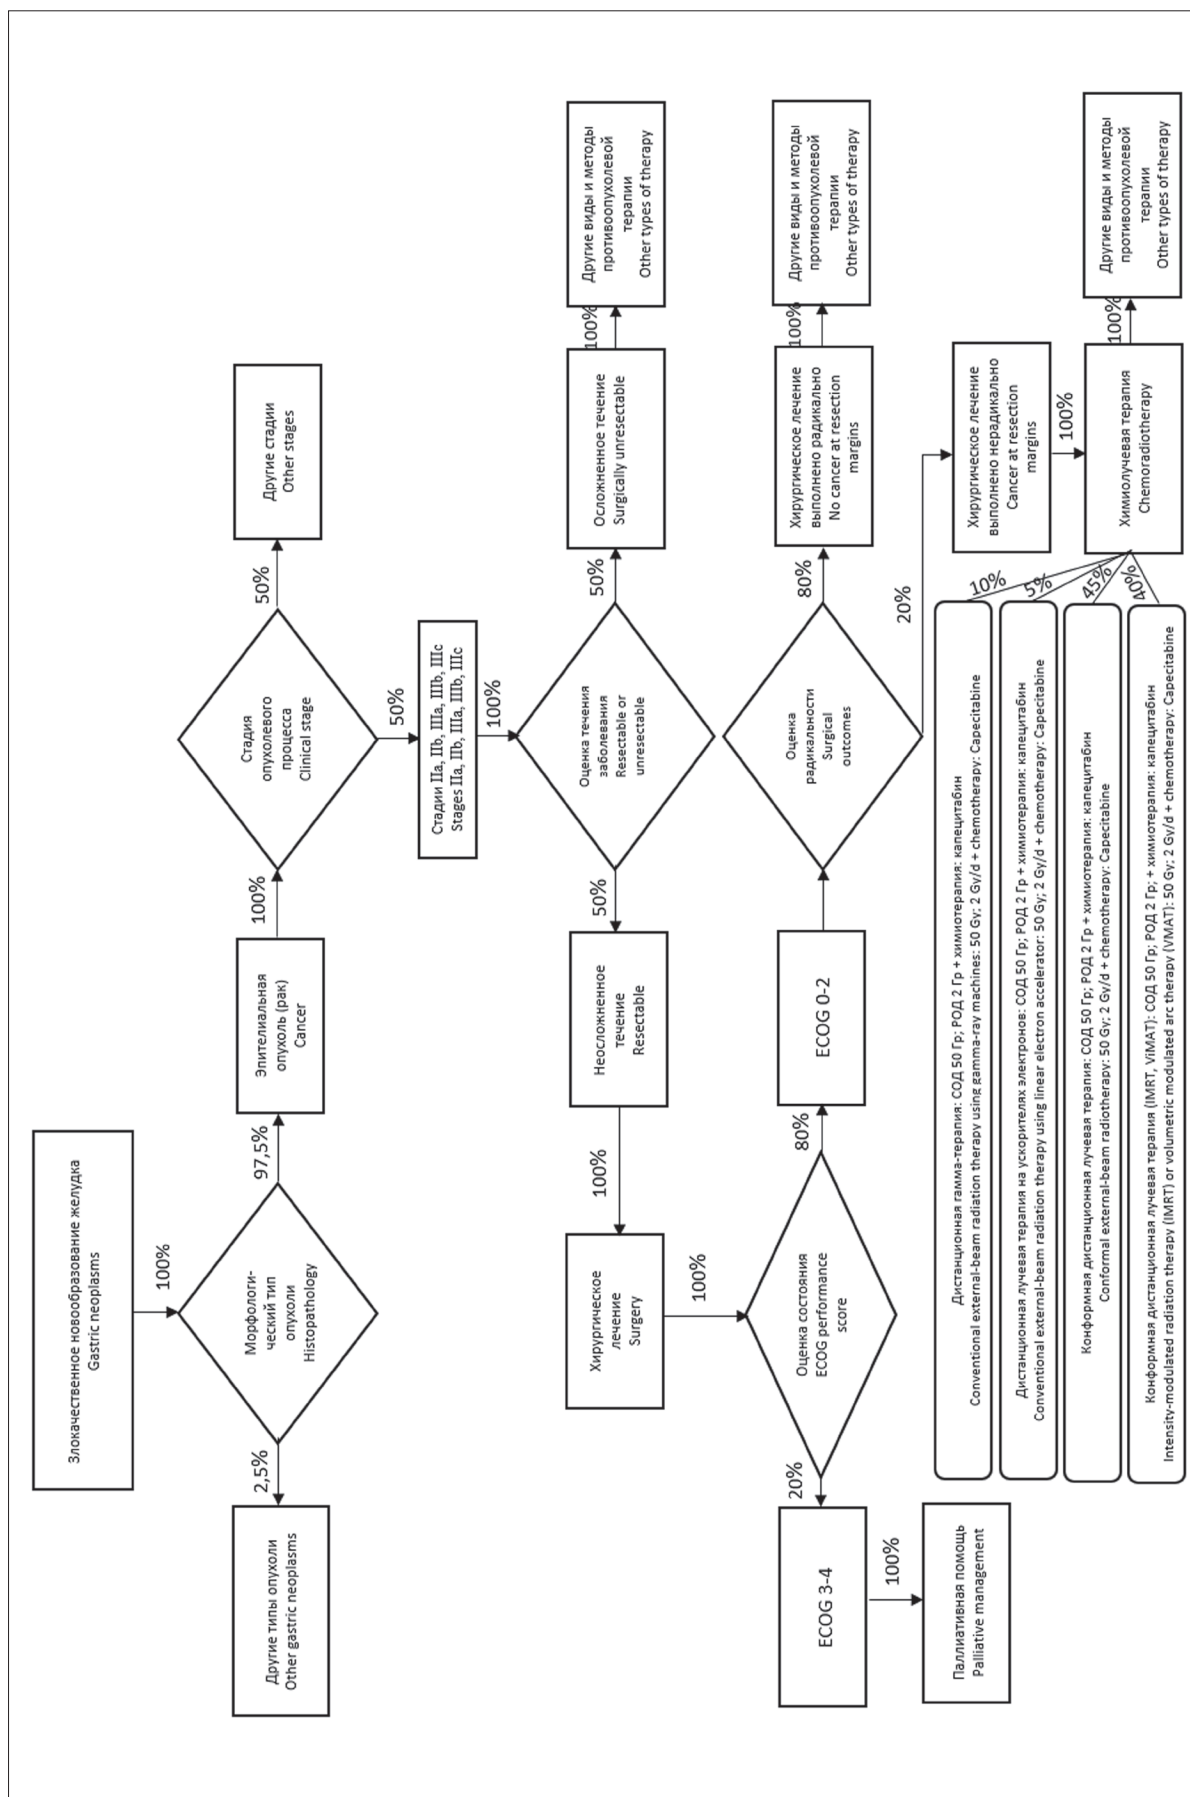 Злокачественное новообразование желудка
Gastric neoplasms
100%
Морфологи-
ческий тип
опухоли
Histopathology
2,5%
Другие типы опухоли
Other gastric neoplasms
97,5%
Эпителиальная
опухоль (рак)
Cancer
100%
Стадия
опухолевого
процесса
Clinical stage
50%
Другие стадии
Other stages
50%
Стадии IIa, IIb, IIIa, IIIb, IIIc
Stages IIa, IIb, IIIa, IIIb, IIIc
100%
Оценка течения
заболевания
Resectable or
unresectable
50%
Осложненное течение
Surgically unresectable
100%
Другие виды и методы
противоопухолевой
терапии
Other types of therapy
50%
Неосложненное
течение
Resectable
100%
Хирургическое
лечение
Surgery
100%
Оценка состояния
ECOG performance
score
20%
ECOG 3-4
100%
Паллиативная помощь
Palliative management
80%
ECOG 0-2
Оценка
радикальности
Surgical
outcomes
80%
Хирургическое лечение
выполнено радикально
No cancer at resection
margins
100%
Другие виды и методы
противоопухолевой
терапии
Other types of therapy
20%
Хирургическое лечение
выполнено нерадикально
Cancer at resection
margins
100%
Химиолучевая терапия
Chemoradiotherapy
100%
Другие виды и методы
противоопухолевой
терапии
Other types of therapy
10%
5%
45%
40%
Дистанционная гамма-терапия: СОД 50 Гр; РОД 2 Гр + химиотерапия: капецитабин
Conventional external-beam radiation therapy using gamma-ray machines: 50 Gy; 2 Gy/d + chemotherapy: Capecitabine
Дистанционная лучевая терапия на ускорителях электронов: СОД 50 Гр; РОД 2 Гр + химиотерапия: капецитабин
Conventional external-beam radiation therapy using linear electron accelerator: 50 Gy; 2 Gy/d + chemotherapy: Capecitabine
Конформная дистанционная лучевая терапия: СОД 50 Гр; РОД 2 Гр + химиотерапия: капецитабин
Conformal external-beam radiotherapy: 50 Gy; 2 Gy/d + chemotherapy: Capecitabine
Конформная дистанционная лучевая терапия (IMRT, ViMAT): СОД 50 Гр; РОД 2 Гр; + химиотерапия: капецитабин
Intensity-modulated radiation therapy (IMRT) or volumetric modulated arc therapy (VMAT): 50 Gy; 2 Gy/d + chemotherapy: Capecitabine